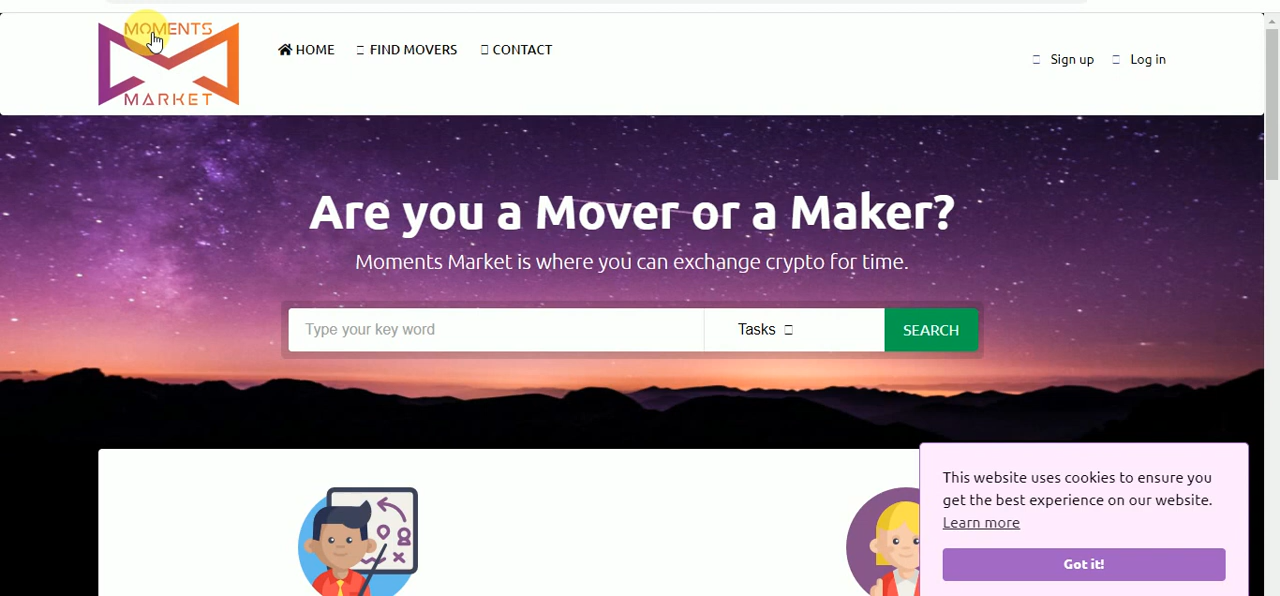 MOMENTS
MARKET
HOME
FIND MOVERS
CONTACT
Sign up
Log in
Are you a Mover or a Maker?
Moments Market is where you can exchange crypto for time.
Type your key word
Tasks
SEARCH
This website uses cookies to ensure you
get the best experience on our website.
Learn more
Got it!